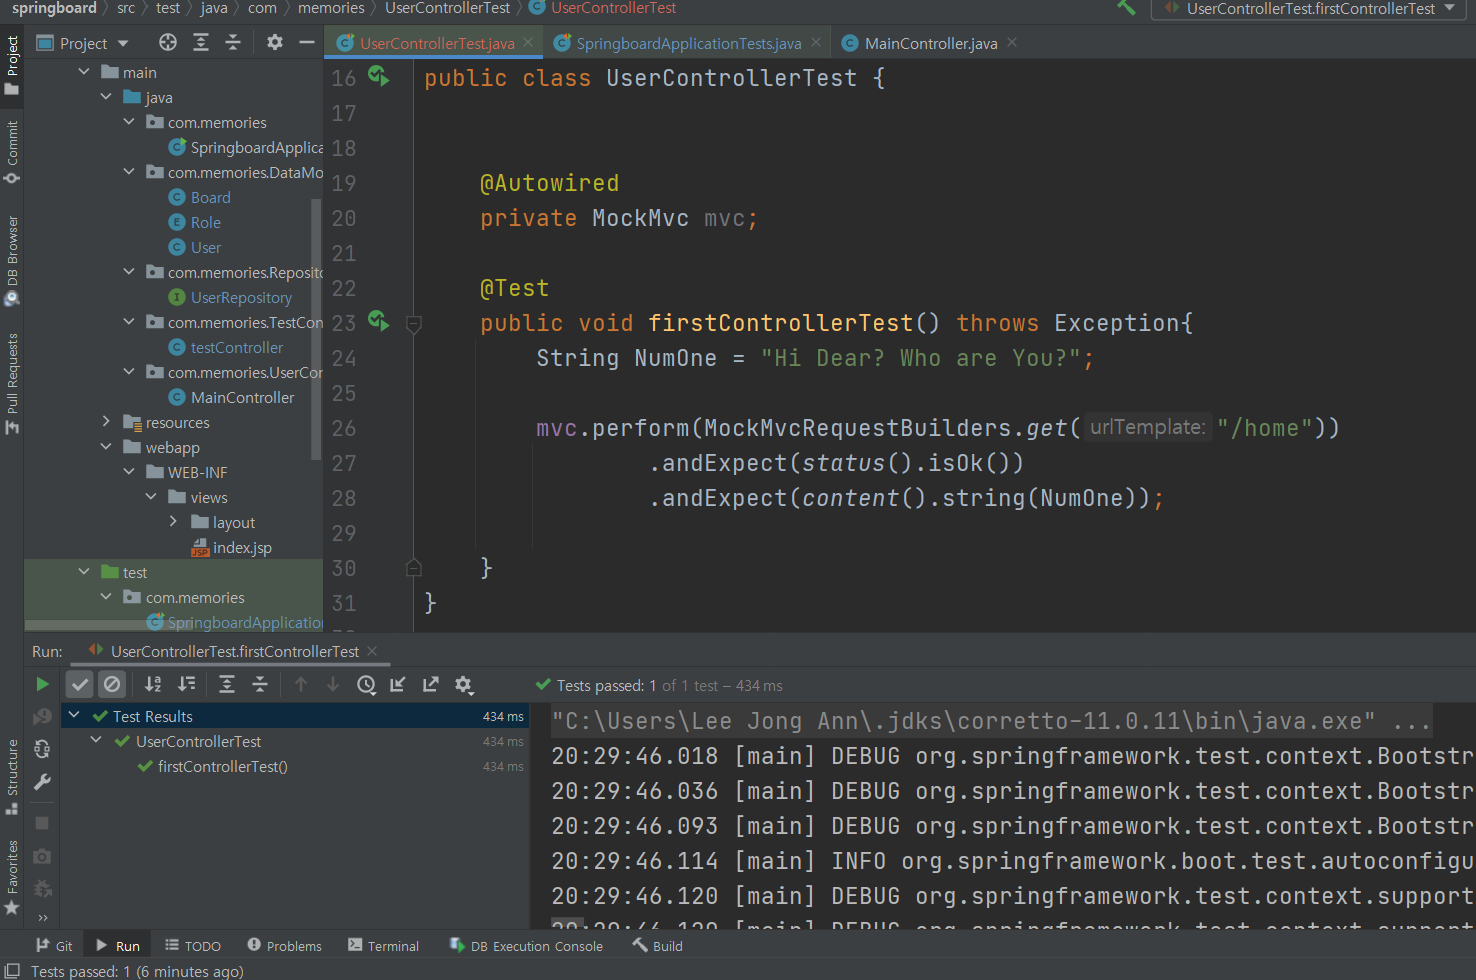 springboard > src > test > java > com > memories > UserControllerTest > UserControllerTest
UserControllerTest.firstControllerTest
Project
UserControllerTest.java
SpringboardApplicationTests.java
MainController.java
Project
Commit
DB Browser
Pull Requests
Structure
Favorites
main
java
com.memories
SpringboardApplica
com.memories.DataMo
Board
Role
User
com.memories.Reposito
UserRepository
com.memories.TestCon
testController
com.memories.UserCor
MainController
resources
webapp
WEB-INF
views
layout
index.jsp
test
com.memories
SpringboardApplication
16 public class UserControllerTest {
17
18
19 @Autowired
20 private MockMvc mvc;
21
22 @Test
23 public void firstControllerTest() throws Exception{
24 String NumOne = "Hi Dear? Who are You?";
25
26 mvc.perform(MockMvcRequestBuilders.get( urlTemplate: "/home"))
27 .andExpect(status().isOk())
28 .andExpect(content().string(NumOne));
29
30 }
31 }
Run: UserControllerTest.firstControllerTest
Tests passed: 1 of 1 test – 434 ms
Test Results 434 ms
UserControllerTest 434 ms
firstControllerTest() 434 ms
"C:\Users\Lee Jong Ann\.jdks\corretto-11.0.11\bin\java.exe" ...
20:29:46.018 [main] DEBUG org.springframework.test.context.Bootstr
20:29:46.036 [main] DEBUG org.springframework.test.context.Bootstr
20:29:46.093 [main] DEBUG org.springframework.test.context.Bootstr
20:29:46.114 [main] INFO org.springframework.boot.test.autoconfigu
20:29:46.120 [main] DEBUG org.springframework.test.context.support
Git Run TODO Problems Terminal DB Execution Console Build
Tests passed: 1 (6 minutes ago)